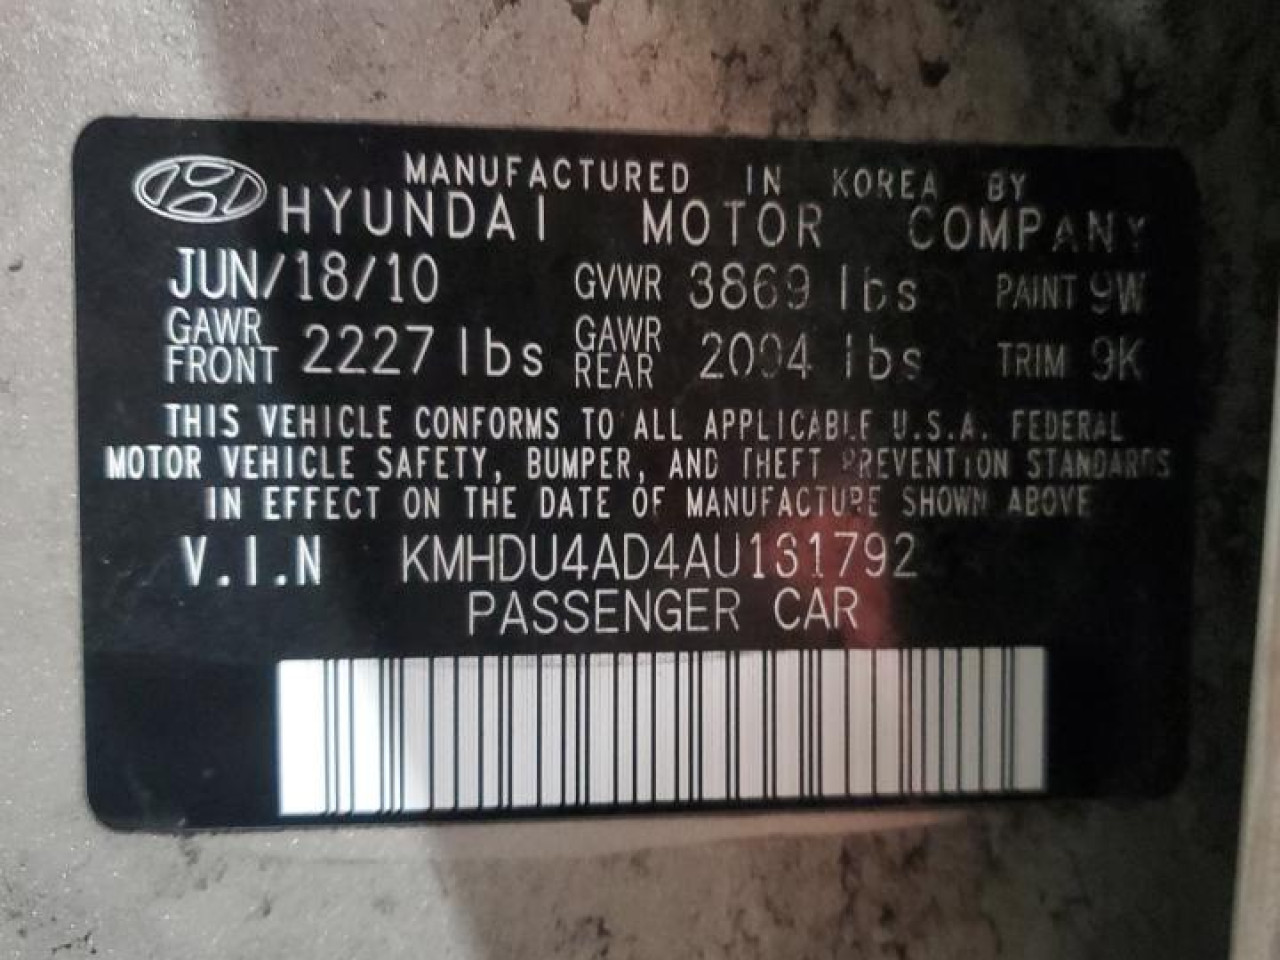 MANUFACTURED IN KOREA BY
HYUNDAI MOTOR COMPANY
JUN/18/10 GVWR 3869 lbs PAINT 9W
GAWR FRONT 2227 lbs GAWR REAR 2094 lbs TRIM 9K
THIS VEHICLE CONFORMS TO ALL APPLICABLE U.S.A. FEDERAL
MOTOR VEHICLE SAFETY, BUMPER, AND THEFT PREVENTION STANDARDS
IN EFFECT ON THE DATE OF MANUFACTURE SHOWN ABOVE
V.I.N KMHDU4AD4AU131792
PASSENGER CAR